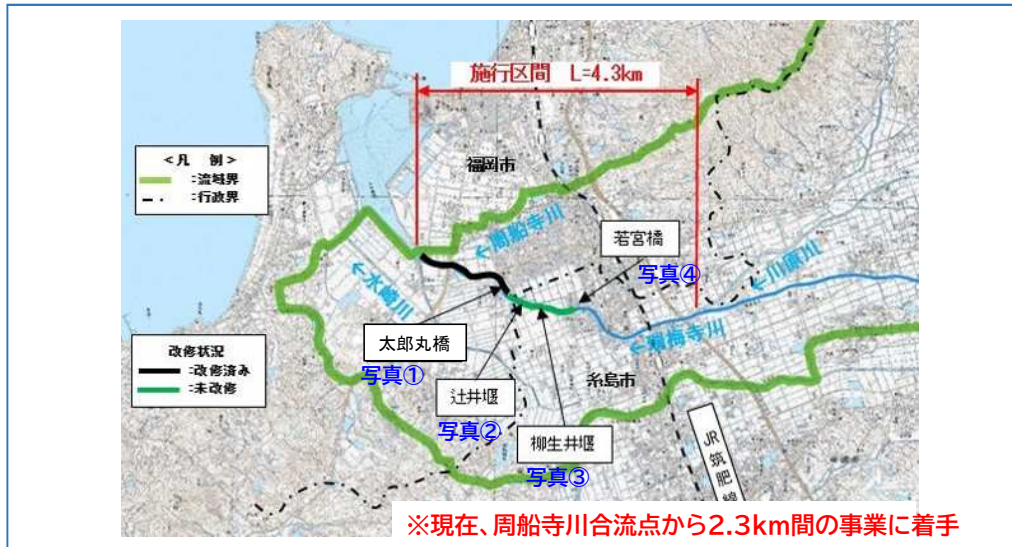 施行区間 L=4.3km
<凡 例>
:流域界
:行政界
福岡市
←周船寺川
若宮橋
写真④
←川原川
←水崎川
←瑞梅寺川
太郎丸橋
写真①
改修状況
:改修済み
:未改修
糸島市
辻井堰
写真②
柳生井堰
写真③
JR筑肥線
※現在、周船寺川合流点から2.3km間の事業に着手